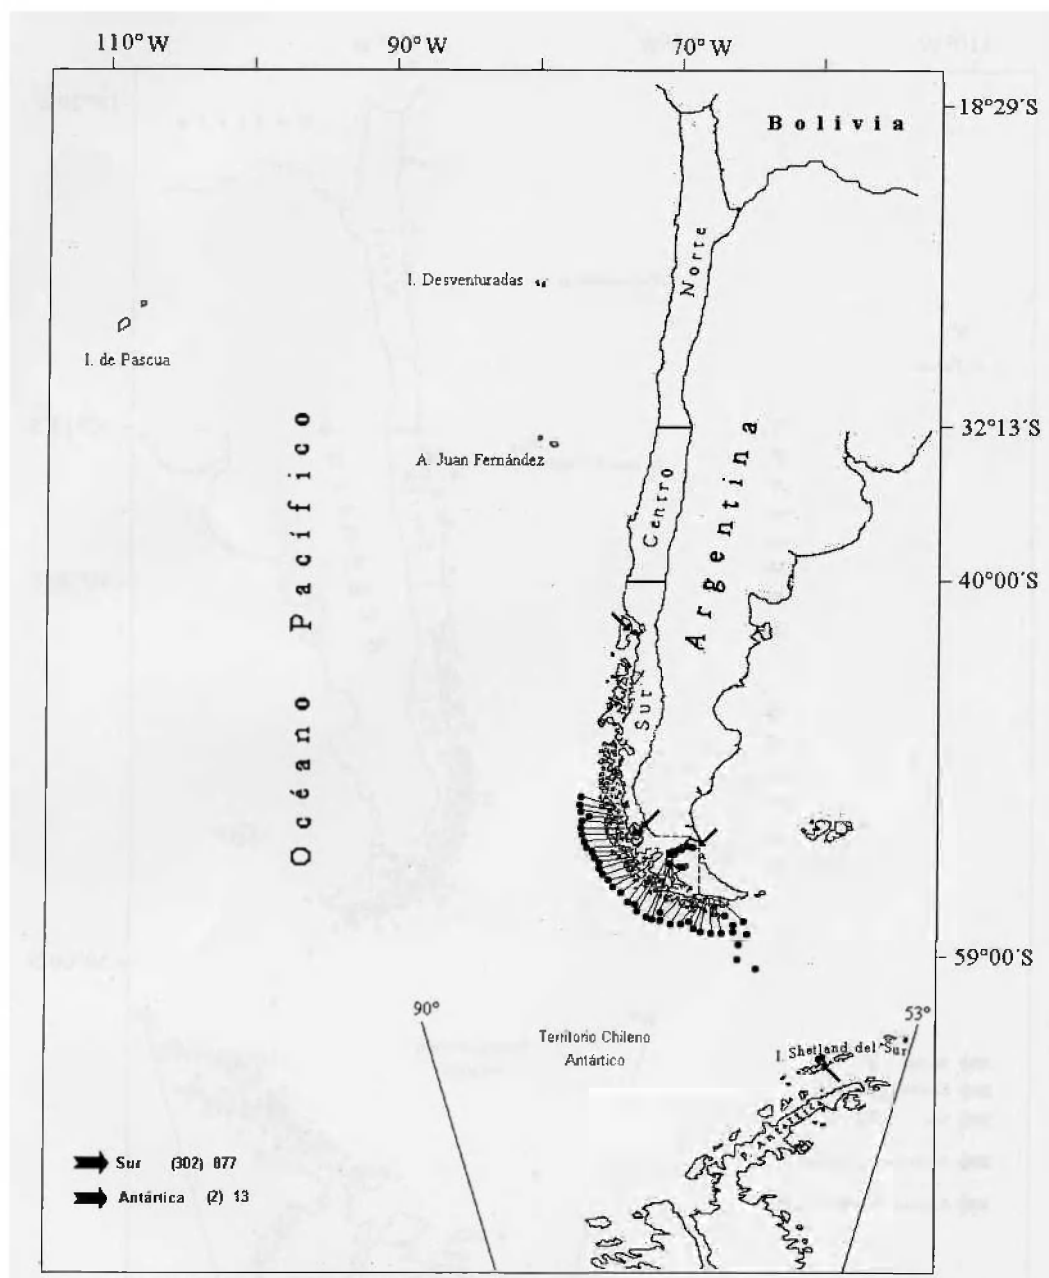 110° W 90° W 70° W
18°29´S
Bolivia
Norte
I. Desventuradas
I. de Pascua
32°13´S
A. Juan Fernández
Océano Pacífico
Centro
Argentina
40°00´S
Sur
59°00´S
90°
53°
Territorio Chileno
Antártico
I. Shetland del Sur
P. ANTARTICA
Sur (302) 877
Antártica (2) 13